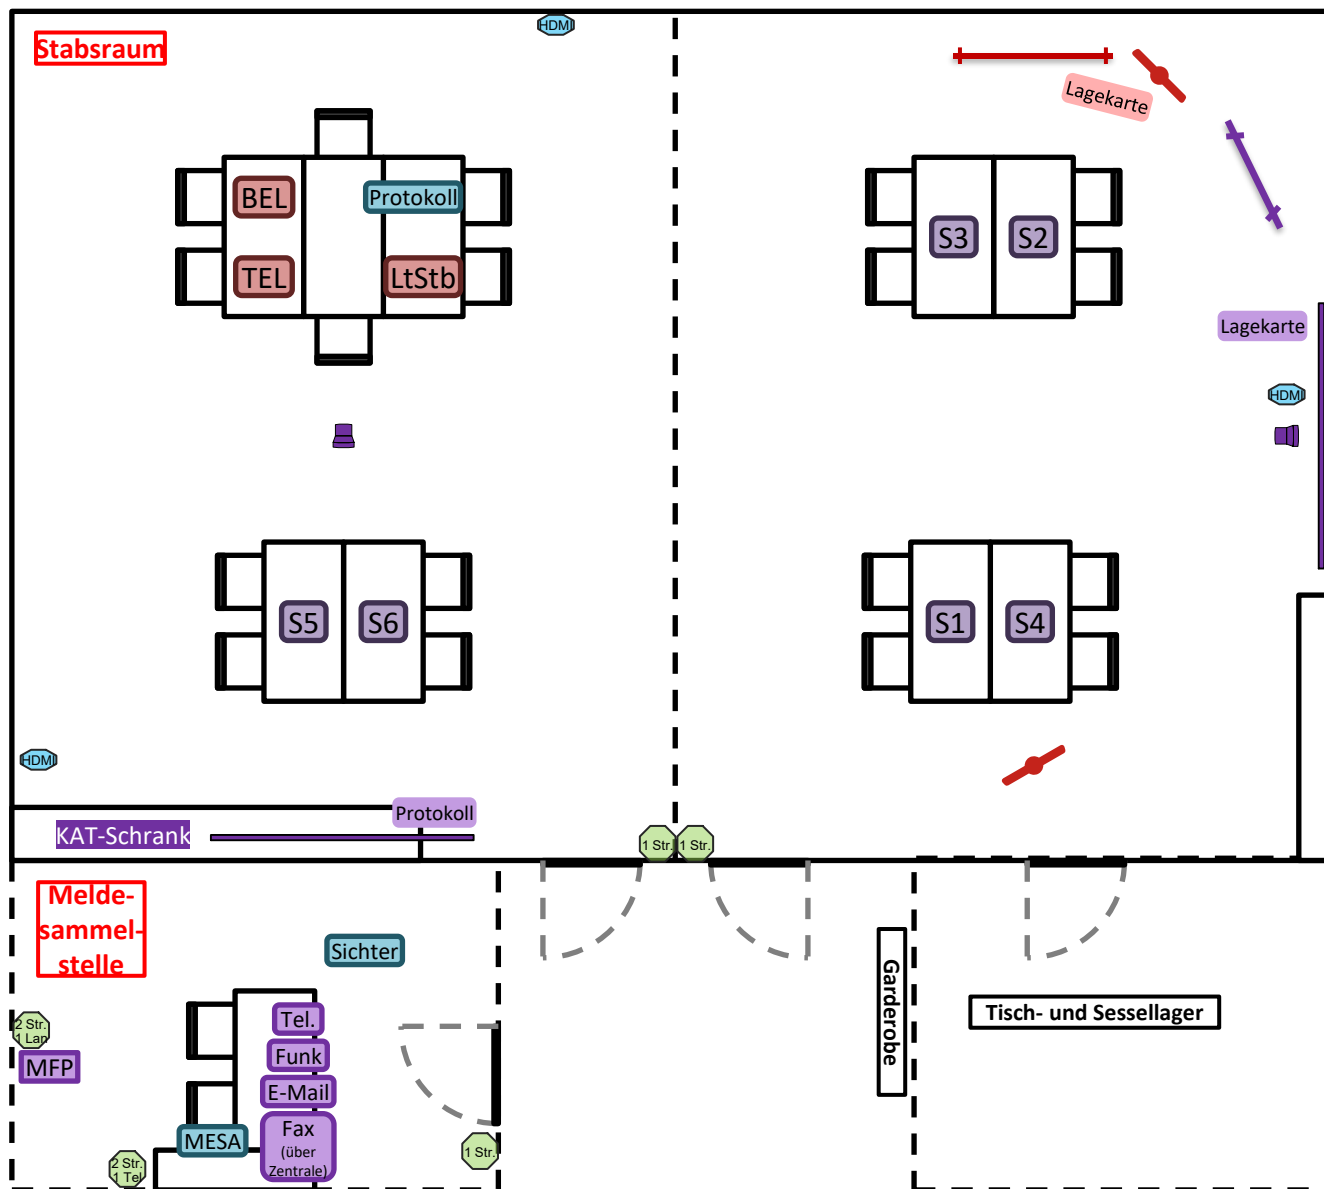 HDMI
Stabsraum
Lagekarte
BEL
Protokoll
S3
S2
TEL
LtStb
Lagekarte
HDMI
S5
S6
S1
S4
HDMI
Protokoll
KAT-Schrank
1 Str.
1 Str.
Melde-
sammel-
stelle
Sichter
Garderobe
Tisch- und Sessellager
Tel.
2 Str.
1 Lan
Funk
MFP
E-Mail
Fax
(über
Zentrale)
MESA
1 Str.
2 Str.
1 Tel